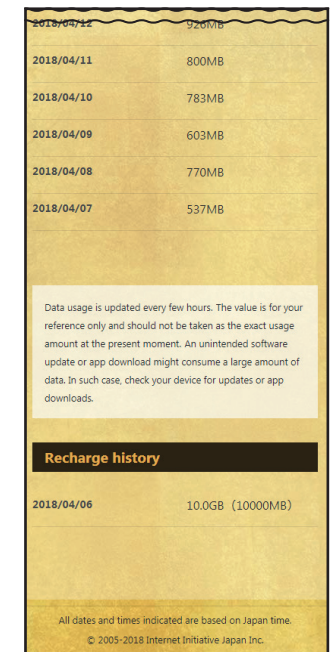 2018/04/12 926MB
2018/04/11 800MB
2018/04/10 783MB
2018/04/09 603MB
2018/04/08 770MB
2018/04/07 537MB
Data usage is updated every few hours. The value is for your
reference only and should not be taken as the exact usage
amount at the present moment. An unintended software
update or app download might consume a large amount of
data. In such case, check your device for updates or app
downloads.
Recharge history
2018/04/06 10.0GB（10000MB）
All dates and times indicated are based on Japan time.
© 2005-2018 Internet Initiative Japan Inc.